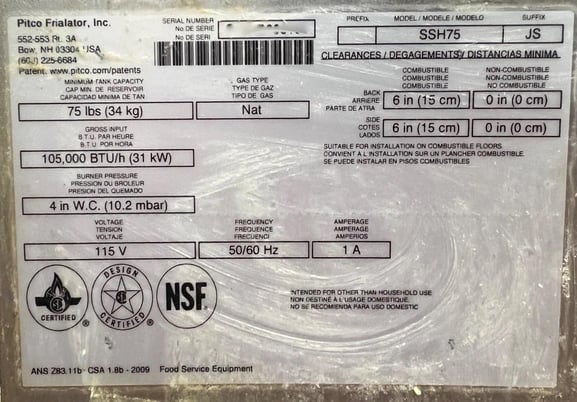 Pitco Frialator, Inc.
552-553 Rt. 3A
Bow, NH 03304 USA
(603) 225-6684
Patent. www.pitco.com/patents
SERIAL NUMBER
No DE SERIE
No DE SERI
PREFIX MODEL / MODELE / MODELO SUFFIX
SSH75 JS
CLEARANCES / DEGAGEMENTS/ DISTANCIAS MINIMA
COMBUSTIBLE NON-COMBUSTIBLE
COMBUSTIBLE NON-COMBUSTIBLE
COMBUSTIBLE NO COMBUSTIBLE
BACK
ARRIERE
PARTE DE ATRA
6 in (15 cm) 0 in (0 cm)
SIDE
COTES
LADOS
6 in (15 cm) 0 in (0 cm)
SUITABLE FOR INSTALLATION ON COMBUSTIBLE FLOORS
CONVIENT A L'INSTALLATION SUR UN PLANCHER COMBUSTIBLE.
SE PUEDE INSTALAR EN PISOS COMBUSTIBLES
MINIMUM TANK CAPACITY
CAP MIN. DE RESERVOIR
CAPACIDAD MINIMA DE TAN
75 lbs (34 kg)
GAS TYPE
TYPE DE GAZ
TIPO DE GAS
Nat
GROSS INPUT
B.T.U. PAR HEURE
B.T.U. POR HORA
105,000 BTU/h (31 kW)
BURNER PRESSURE
PRESSION DU BROLEUR
PRESION DEL QUEMADO
4 in W.C. (10.2 mbar)
VOLTAGE
TENSION
VOLTAJE
115 V
FREQUENCY
FREQUENCE
FRECUENCI
50/60 Hz
AMPERAGE
AMPERAGE
AMPERIOS
1 A
CERTIFIED ®
DESIGN
CERTIFIED ®
NSF ®
INTENDED FOR OTHER THAN HOUSEHOLD USE
NON DESTINÉ À L'USAGE DOMESTIQUE.
NO SE RECOMIENDA PARA USO DOMESTIC
ANS Z83.11b· CSA 1.8b - 2009 Food Service Equipment